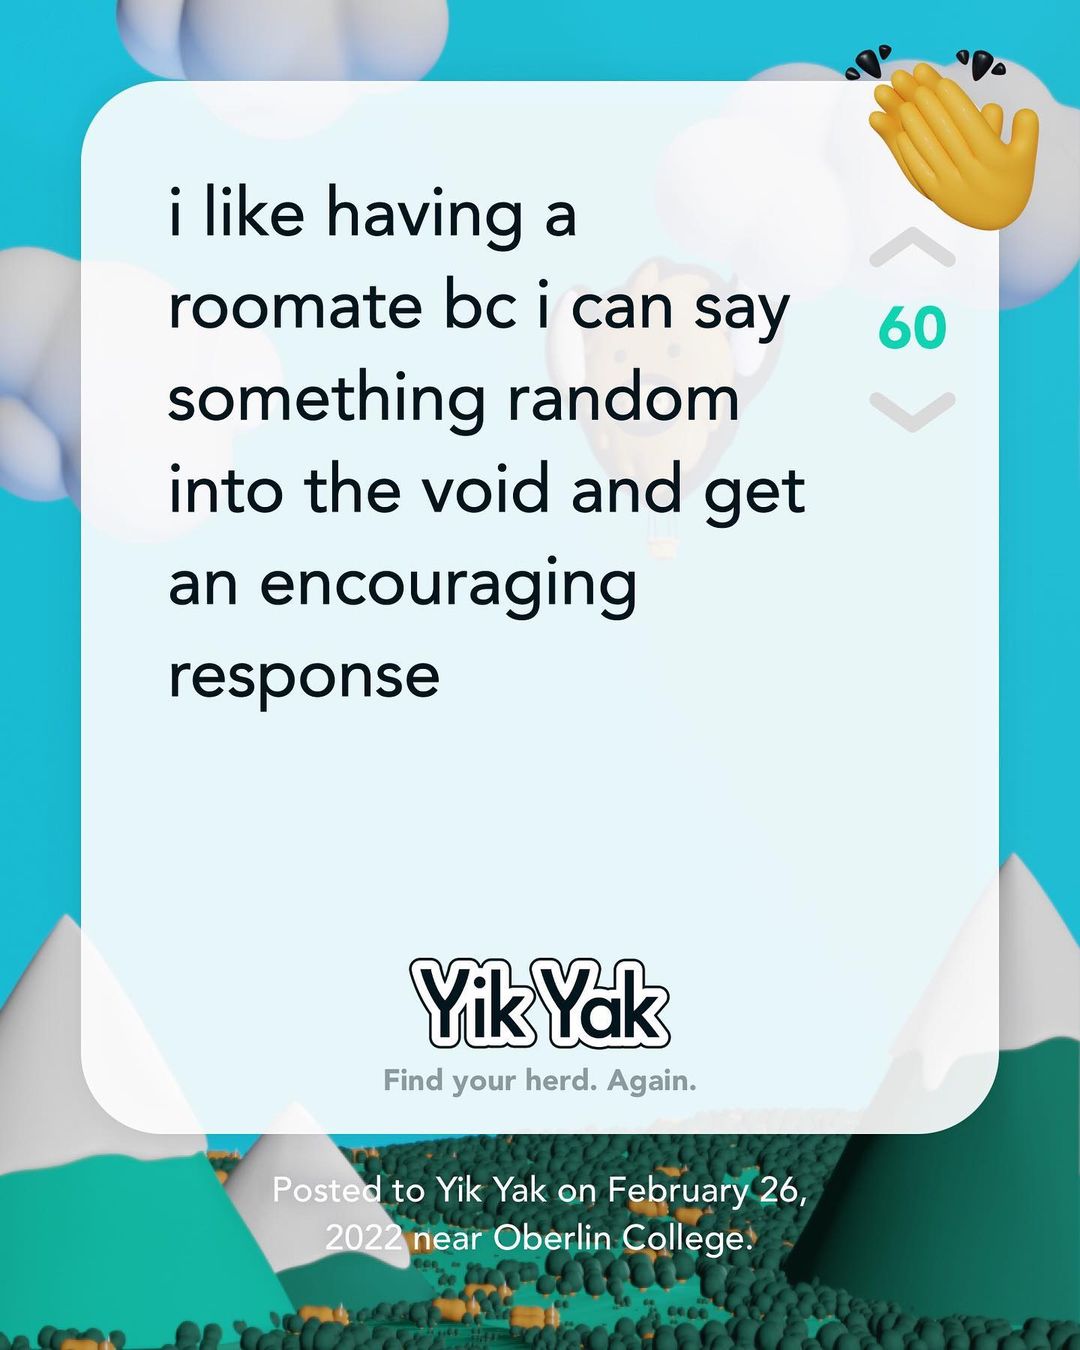 i like having a
roomate bc i can say
something random
into the void and get
an encouraging
response
60
Yik Yak
Find your herd. Again.
Posted to Yik Yak on February 26,
2022 near Oberlin College.